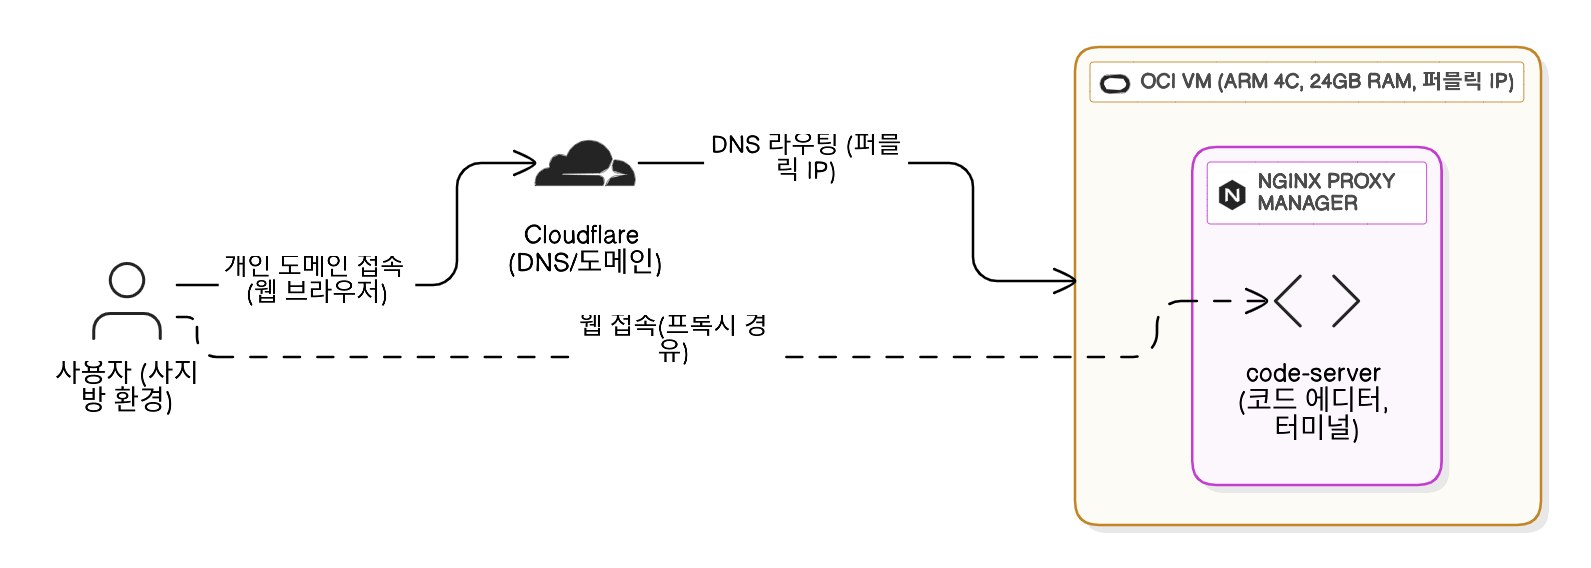 OCI VM (ARM 4C, 24GB RAM, 퍼블릭 IP)
DNS 라우팅 (퍼블
릭 IP)
NGINX PROXY
MANAGER
Cloudflare
(DNS/도메인)
개인 도메인 접속
(웹 브라우저)
웹 접속(프록시 경
유)
사용자 (사지
방 환경)
code-server
(코드 에디터,
터미널)